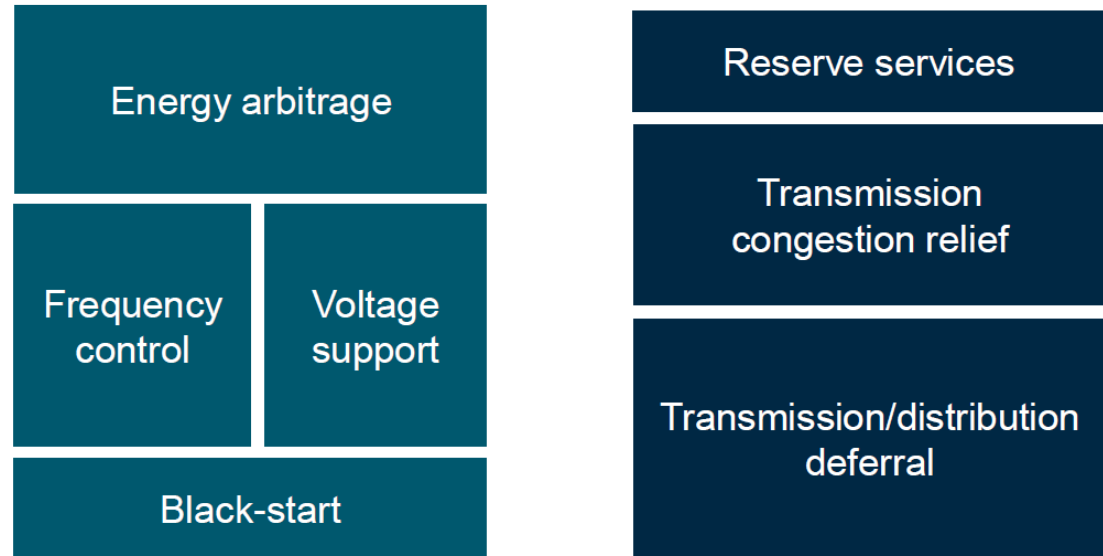 Energy arbitrage
Frequency
control
Voltage
support
Black-start
Reserve services
Transmission
congestion relief
Transmission/distribution
deferral